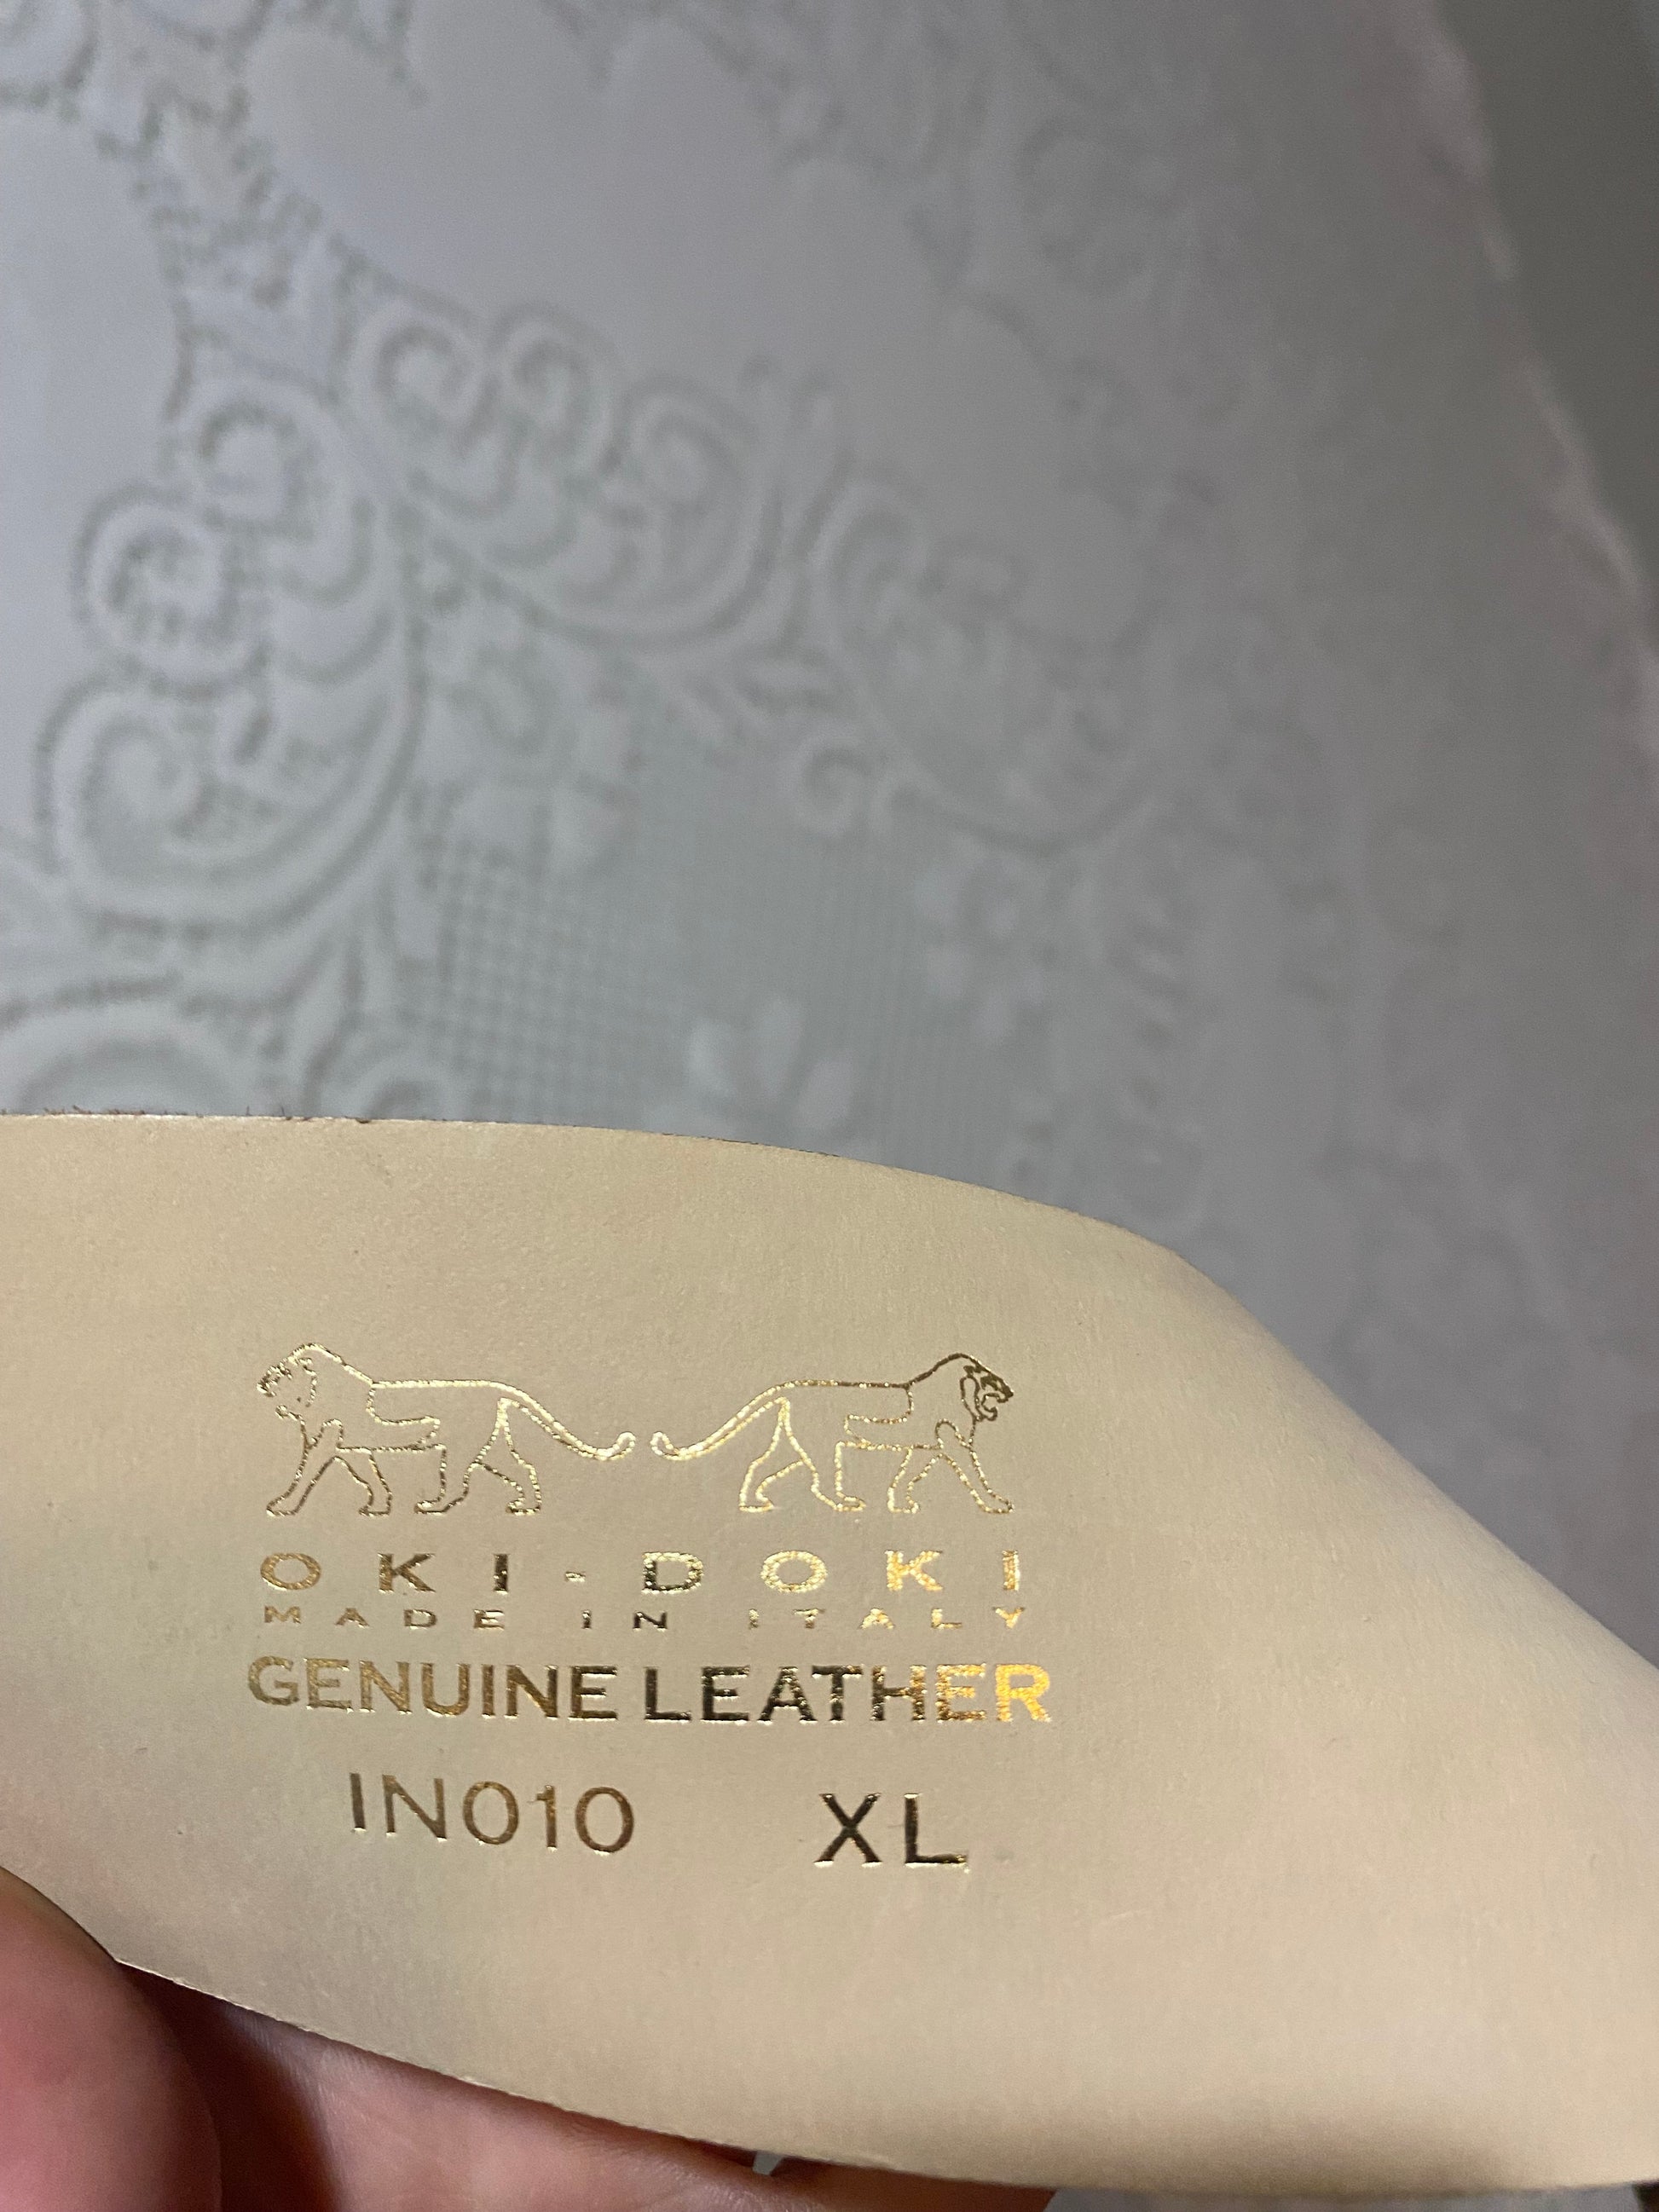 OKI-DOKI
MADE IN ITALY
GENUINE LEATHER
IN010 XL